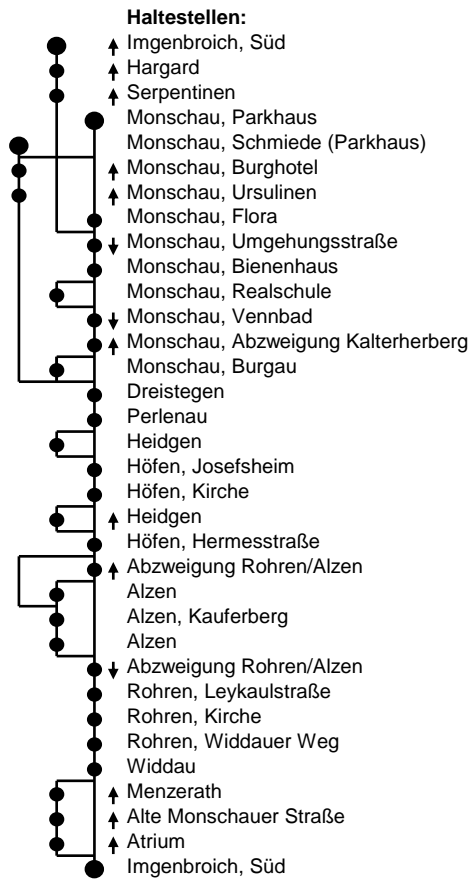 Haltestellen:
Imgenbroich, Süd
Hargard
Serpentinen
Monschau, Parkhaus
Monschau, Schmiede (Parkhaus)
Monschau, Burghotel
Monschau, Ursulinen
Monschau, Flora
Monschau, Umgehungsstraße
Monschau, Bienenhaus
Monschau, Realschule
Monschau, Vennbad
Monschau, Abzweigung Kalterherberg
Monschau, Burgau
Dreistegen
Perlenau
Heidgen
Höfen, Josefsheim
Höfen, Kirche
Heidgen
Höfen, Hermesstraße
Abzweigung Rohren/Alzen
Alzen
Alzen, Kauferberg
Alzen
Abzweigung Rohren/Alzen
Rohren, Leykaulstraße
Rohren, Kirche
Rohren, Widdauer Weg
Widdau
Menzerath
Alte Monschauer Straße
Atrium
Imgenbroich, Süd